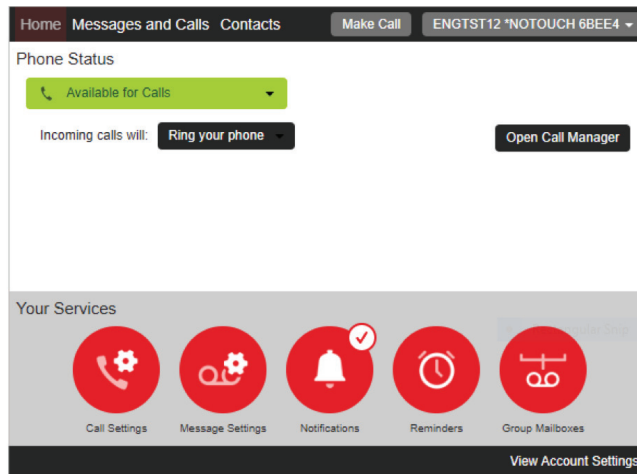 Home Messages and Calls Contacts Make Call ENGTST12 *NOTOUCH 6BEE4
Phone Status
Available for Calls
Incoming calls will: Ring your phone Open Call Manager
Your Services
Call Settings Message Settings Notifications Reminders Group Mailboxes
View Account Settings